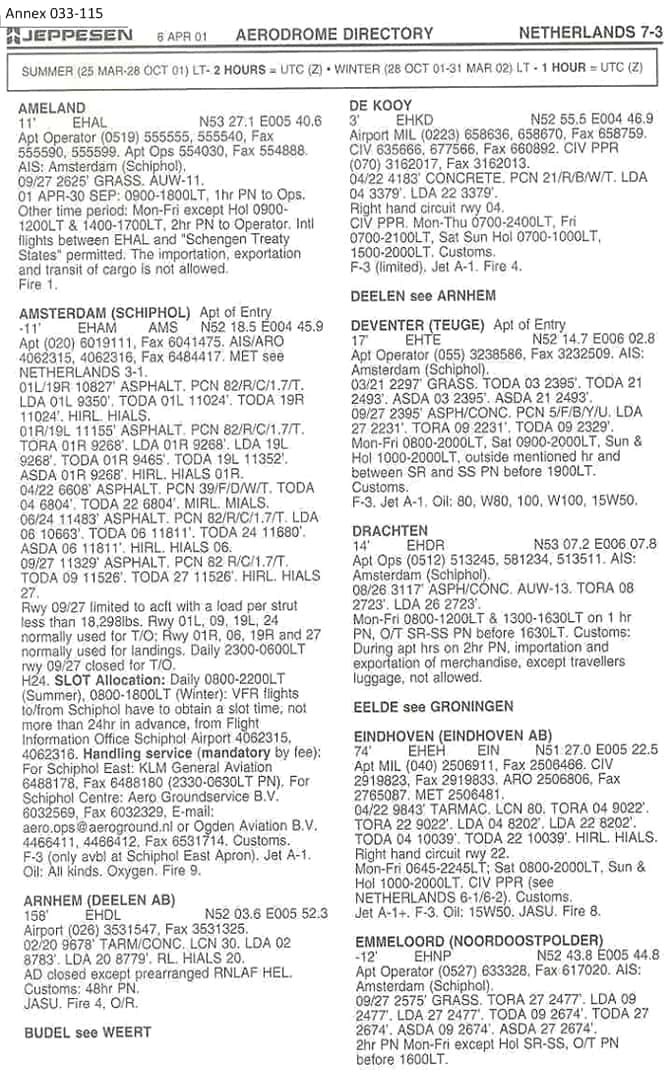 Annex 033-115
JEPPESEN 6 APR 01 AERODROME DIRECTORY NETHERLANDS 7-3
SUMMER (25 MAR-28 OCT 01) LT- 2 HOURS = UTC (Z) • WINTER (28 OCT 01-31 MAR 02) LT - 1 HOUR = UTC (Z)
AMELAND
11' EHAL N53 27.1 E005 40.6
Apt Operator (0519) 555555, 555540, Fax
555590, 555599. Apt Ops 554030, Fax 554888.
AIS: Amsterdam (Schiphol).
09/27 2625' GRASS. AUW-11.
01 APR-30 SEP: 0900-1800LT, 1hr PN to Ops.
Other time period: Mon-Fri except Hol 0900-
1200LT & 1400-1700LT, 2hr PN to Operator. Intl
flights between EHAL and "Schengen Treaty
States" permitted. The importation, exportation
and transit of cargo is not allowed.
Fire 1.
AMSTERDAM (SCHIPHOL) Apt of Entry
-11' EHAM AMS N52 18.5 E004 45.9
Apt (020) 6019111, Fax 6041475. AIS/ARO
4062315, 4062316, Fax 6484417. MET see
NETHERLANDS 3-1.
01L/19R 10827' ASPHALT. PCN 82/R/C/1.7/T.
LDA 01L 9350'. TODA 01L 11024'. TODA 19R
11024'. HIRL. HIALS.
01R/19L 11155' ASPHALT. PCN 82/R/C/1.7/T.
TORA 01R 9268'. LDA 01R 9268'. LDA 19L
9268'. TODA 01R 9465'. TODA 19L 11352'.
ASDA 01R 9268'. HIRL. HIALS 01R.
04/22 6608' ASPHALT. PCN 39/F/D/W/T. TODA
04 6804'. TODA 22 6804'. MIRL. MIALS.
06/24 11483' ASPHALT. PCN 82/R/C/1.7/T. LDA
06 10663'. TODA 06 11811'. TODA 24 11680'.
ASDA 06 11811'. HIRL. HIALS 06.
09/27 11329' ASPHALT. PCN 82 R/C/1.7/T.
TODA 09 11526'. TODA 27 11526'. HIRL. HIALS
27.
Rwy 09/27 limited to acft with a load per strut
less than 18,298lbs. Rwy 01L, 09, 19L, 24
normally used for T/O; Rwy 01R, 06, 19R and 27
normally used for landings. Daily 2300-0600LT
rwy 09/27 closed for T/O.
H24. SLOT Allocation: Daily 0800-2200LT
(Summer), 0800-1800LT (Winter): VFR flights
to/from Schiphol have to obtain a slot time, not
more than 24hr in advance, from Flight
Information Office Schiphol Airport 4062315,
4062316. Handling service (mandatory by fee):
For Schiphol East: KLM General Aviation
6488178, Fax 6488180 (2330-0630LT PN). For
Schiphol Centre: Aero Groundservice B.V.
6032569, Fax 6032329, E-mail:
aero.ops@aeroground.nl or Ogden Aviation B.V.
4466411, 4466412, Fax 6531714. Customs.
F-3 (only avbl at Schiphol East Apron). Jet A-1.
Oil: All kinds. Oxygen. Fire 9.
ARNHEM (DEELEN AB)
158' EHDL N52 03.6 E005 52.3
Airport (026) 3531547, Fax 3531325.
02/20 9678' TARM/CONC. LCN 30. LDA 02
8783'. LDA 20 8779'. RL. HIALS 20.
AD closed except prearranged RNLAF HEL.
Customs: 48hr PN.
JASU. Fire 4, O/R.
BUDEL see WEERT
DE KOOY
3' EHKD N52 55.5 E004 46.9
Airport MIL (0223) 658636, 658670, Fax 658759.
CIV 635666, 677566, Fax 660892. CIV PPR
(070) 3162017, Fax 3162013.
04/22 4183' CONCRETE. PCN 21/R/B/W/T. LDA
04 3379'. LDA 22 3379'.
Right hand circuit rwy 04.
CIV PPR. Mon-Thu 0700-2400LT, Fri
0700-2100LT, Sat Sun Hol 0700-1000LT,
1500-2000LT. Customs.
F-3 (limited). Jet A-1. Fire 4.
DEELEN see ARNHEM
DEVENTER (TEUGE) Apt of Entry
17' EHTE N52 14.7 E006 02.8
Apt Operator (055) 3238586, Fax 3232509. AIS:
Amsterdam (Schiphol).
03/21 2297' GRASS. TODA 03 2395'. TODA 21
2493'. ASDA 03 2395'. ASDA 21 2493'.
09/27 2395' ASPH/CONC. PCN 5/F/B/Y/U. LDA
27 2231'. TORA 09 2231'. TODA 09 2329'.
Mon-Fri 0800-2000LT, Sat 0900-2000LT, Sun &
Hol 1000-2000LT, outside mentioned hr and
between SR and SS PN before 1900LT.
Customs.
F-3. Jet A-1. Oil: 80, W80, 100, W100, 15W50.
DRACHTEN
14' EHDR N53 07.2 E006 07.8
Apt Ops (0512) 513245, 581234, 513511. AIS:
Amsterdam (Schiphol).
08/26 3117' ASPH/CONC. AUW-13. TORA 08
2723'. LDA 26 2723'.
Mon-Fri 0800-1200LT & 1300-1630LT on 1 hr
PN, O/T SR-SS PN before 1630LT. Customs:
During apt hrs on 2hr PN, importation and
exportation of merchandise, except travellers
luggage, not allowed.
EELDE see GRONINGEN
EINDHOVEN (EINDHOVEN AB)
74' EHEH EIN N51 27.0 E005 22.5
Apt MIL (040) 2506911, Fax 2506466. CIV
2919823, Fax 2919833. ARO 2506806, Fax
2765087. MET 2506481.
04/22 9843' TARMAC. LCN 80. TORA 04 9022'.
TORA 22 9022'. LDA 04 8202'. LDA 22 8202'.
TODA 04 10039'. TODA 22 10039'. HIRL. HIALS.
Right hand circuit rwy 22.
Mon-Fri 0645-2245LT; Sat 0800-2000LT, Sun &
Hol 1000-2000LT. CIV PPR (see
NETHERLANDS 6-1/6-2). Customs.
Jet A-1+. F-3. Oil: 15W50. JASU. Fire 8.
EMMELOORD (NOORDOOSTPOLDER)
-12' EHNP N52 43.8 E005 44.8
Apt Operator (0527) 633328, Fax 617020. AIS:
Amsterdam (Schiphol).
09/27 2575' GRASS. TORA 27 2477'. LDA 09
2477'. LDA 27 2477'. TODA 09 2674'. TODA 27
2674'. ASDA 09 2674'. ASDA 27 2674'.
2hr PN Mon-Fri except Hol SR-SS, O/T PN
before 1600LT.